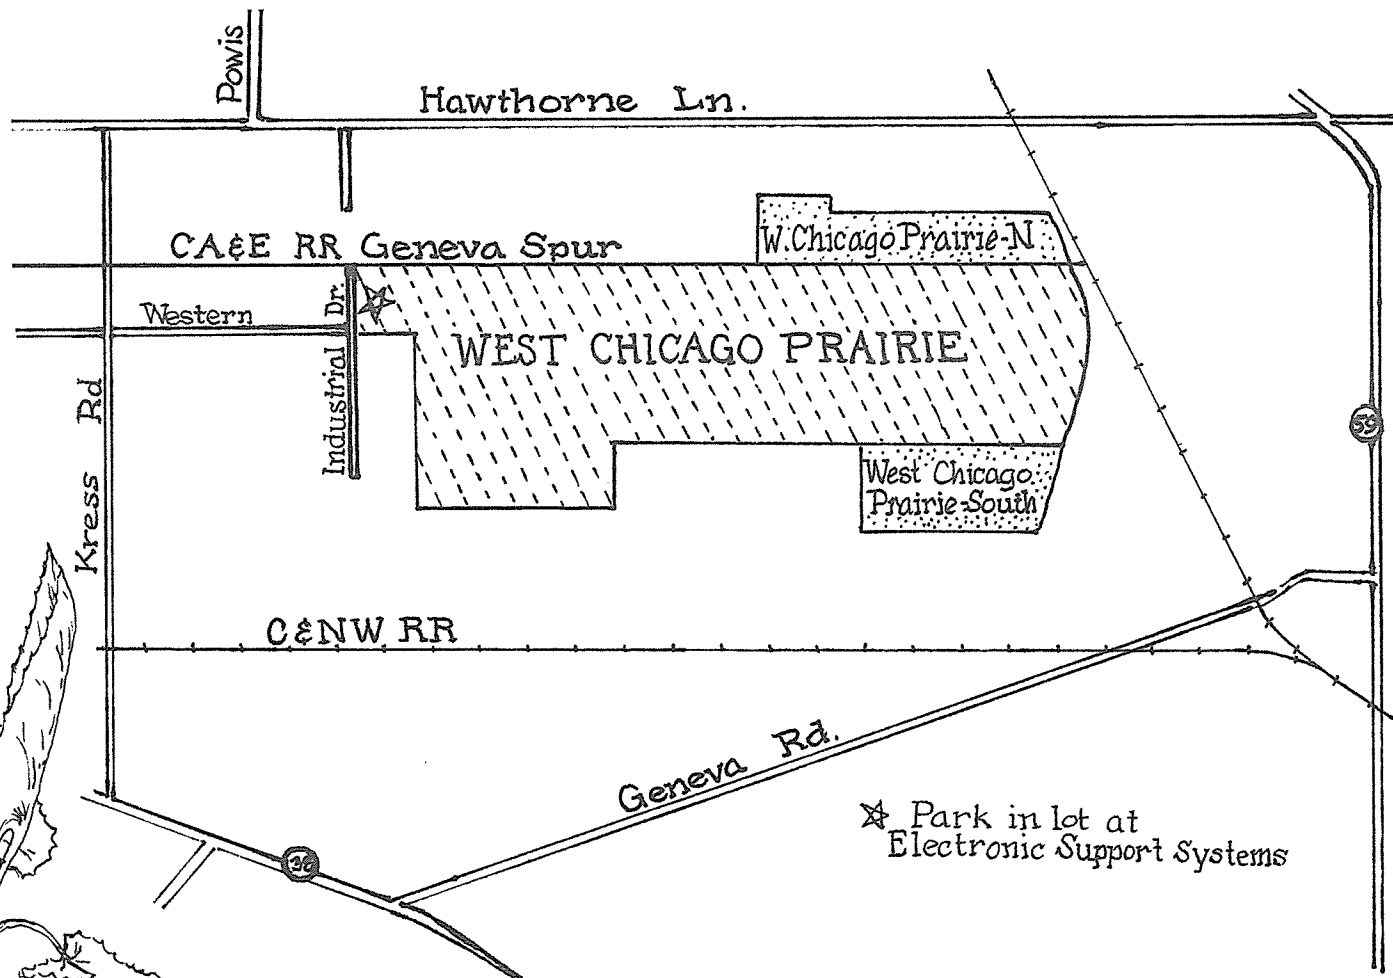 Powis
Hawthorne Ln.
W. Chicago Prairie-N
CA&E RR Geneva Spur
Western
Industrial Dr.
WEST CHICAGO PRAIRIE
59
Kress Rd
West Chicago
Prairie-South
C&NW RR
Geneva Rd.
Park in lot at
Electronic Support Systems
36